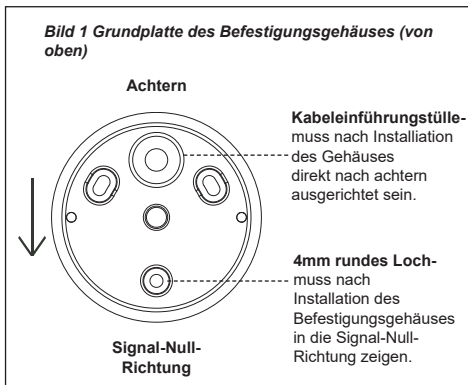 Bild 1 Grundplatte des Befestigungsgehäuses (von
oben)
Achtern
Kabeleinführungstülle-
muss nach Installiation
des Gehäuses
direkt nach achtern
ausgerichtet sein.
4mm rundes Loch-
muss nach
Installation des
Befestigungsgehäuses
in die Signal-Null-
Richtung zeigen.
Signal-Null-
Richtung